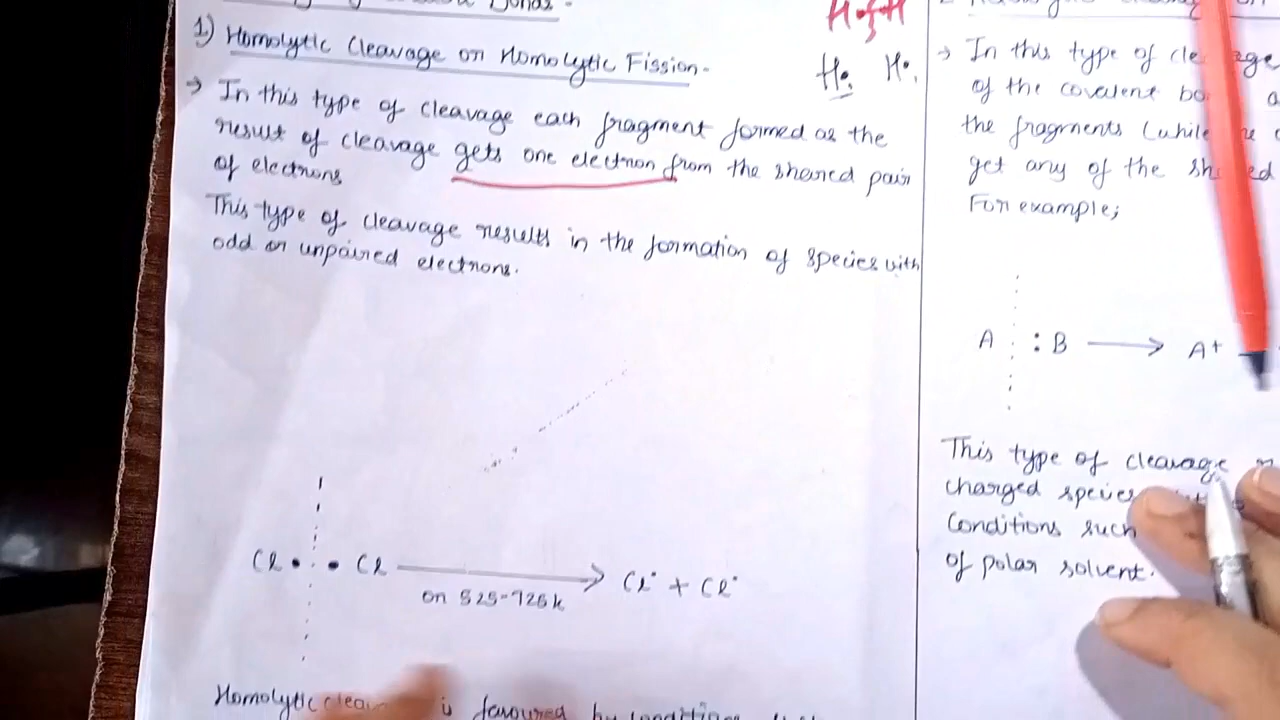 Bonds -
H H
1) Homolytic Cleavage or Homolytic Fission-
H• H•
→ In this type of cleavage each fragment formed as the
result of cleavage gets one electron from the shared pair
of electrons
This type of cleavage results in the formation of species with
odd or unpaired electrons.
Cl • • Cl → Cl• + Cl•
on 525-725k
Homolytic is favoured by conditions
→ In this type of
of the covalent
the fragments (while
get any of the
For example;
A : B → A+
This type of cleavage
charged species
Conditions such
of polar solvent.